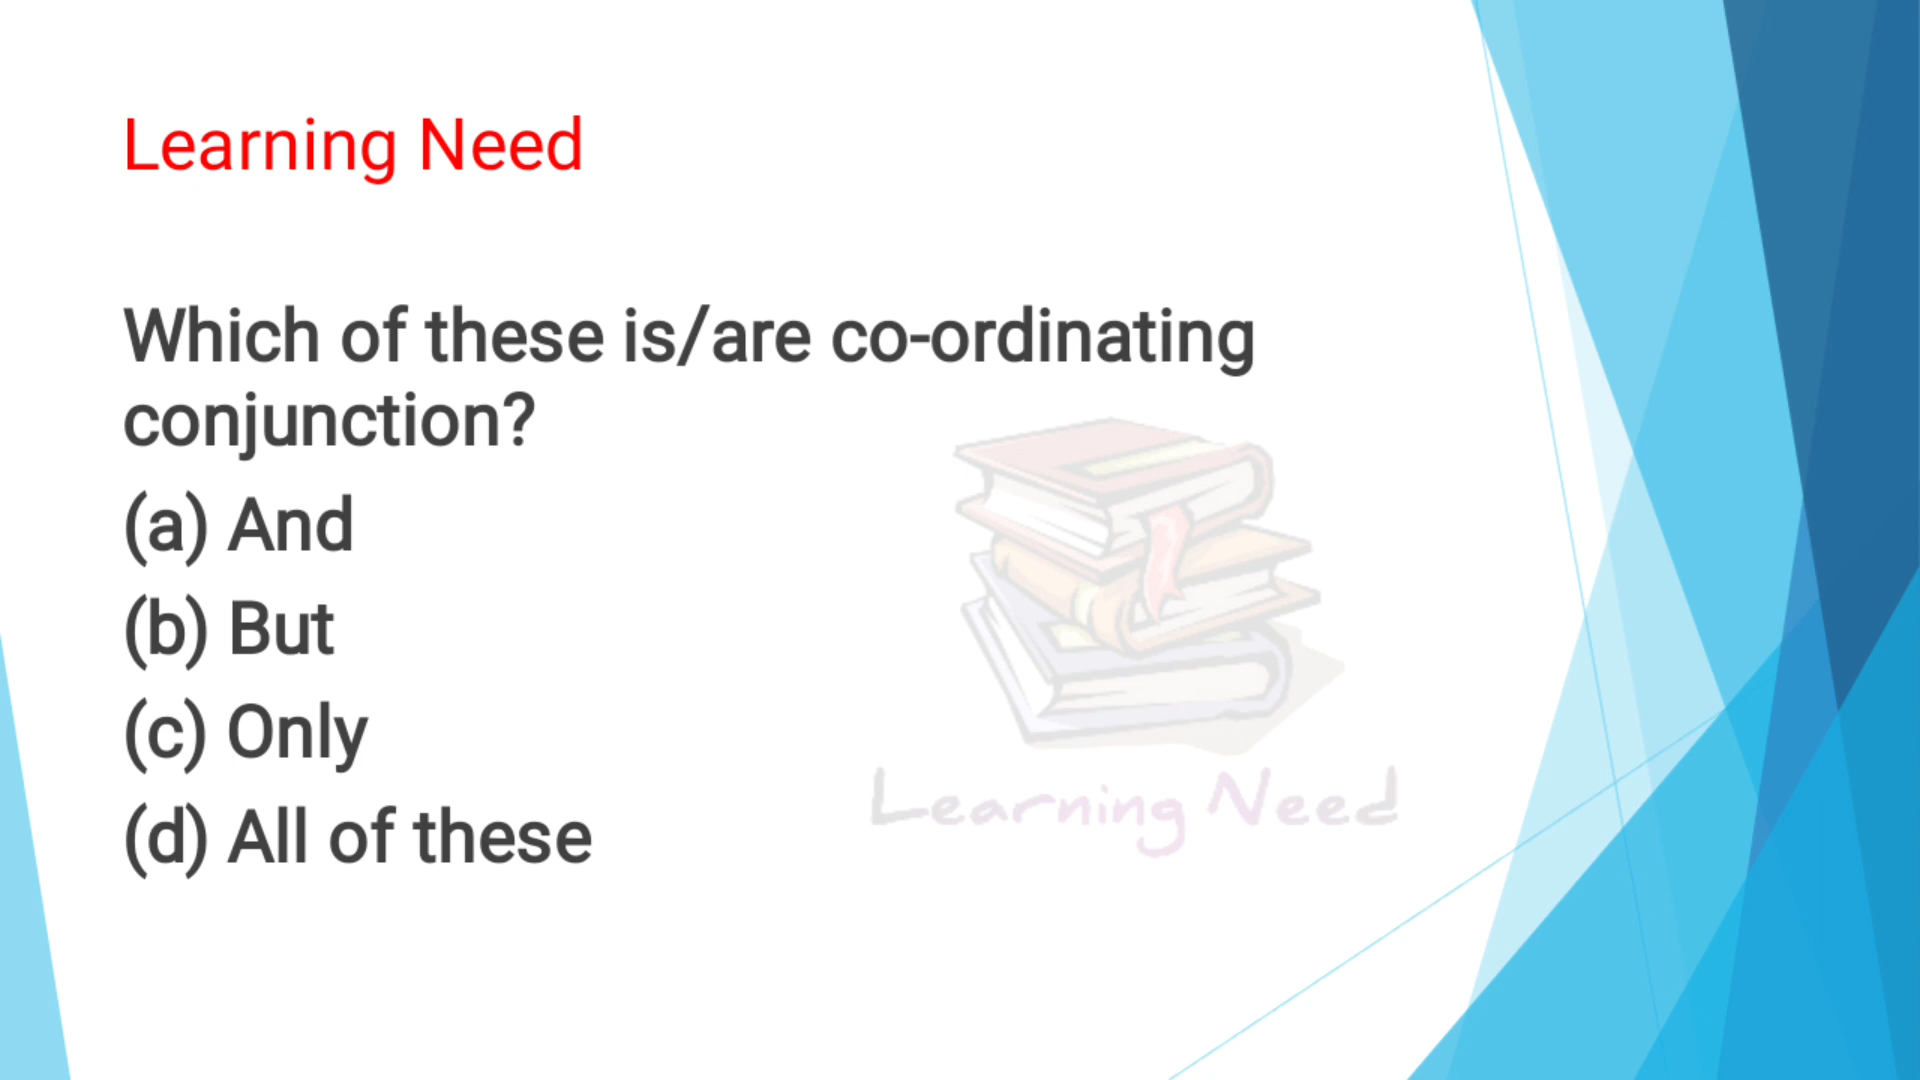 Learning Need
Which of these is/are co-ordinating
conjunction?
(a) And
(b) But
(c) Only
(d) All of these
Learning Need